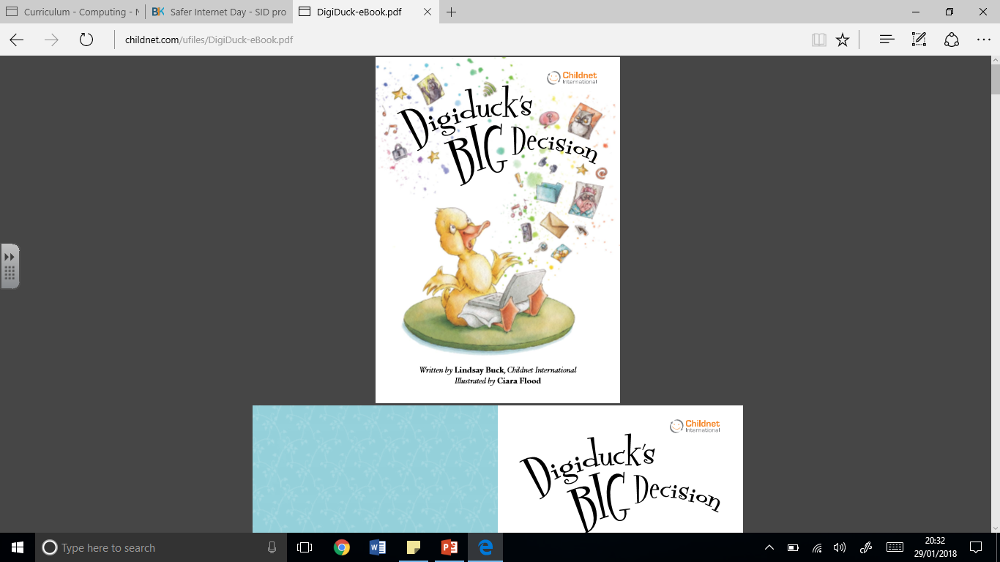 Curriculum - Computing - N
BK Safer Internet Day - SID pro
DigiDuck-eBook.pdf
childnet.com/ufiles/DigiDuck-eBook.pdf
Childnet
International
Digiduck's
BIG Decision
Written by Lindsay Buck, Childnet International
Illustrated by Ciara Flood
Childnet
International
Digiduck's
BIG Decision
Type here to search
20:32
29/01/2018